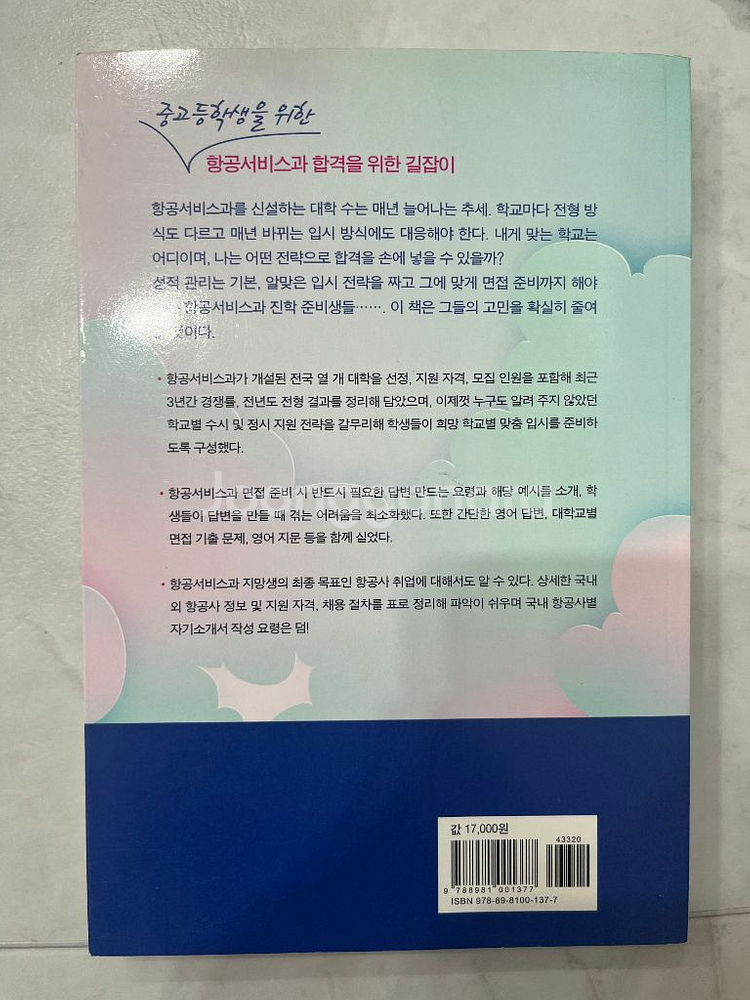 중고등학생을 위한
항공서비스과 합격을 위한 길잡이
항공서비스과를 신설하는 대학 수는 매년 늘어나는 추세. 학교마다 전형 방
식도 다르고 매년 바뀌는 입시 방식에도 대응해야 한다. 내게 맞는 학교는
어디이며, 나는 어떤 전략으로 합격을 손에 넣을 수 있을까?
성적 관리는 기본, 알맞은 입시 전략을 짜고 그에 맞게 면접 준비까지 해야
항공서비스과 진학 준비생들……. 이 책은 그들의 고민을 확실히 줄여
것이다.
• 항공서비스과가 개설된 전국 열 개 대학을 선정, 지원 자격, 모집 인원을 포함해 최근
3년간 경쟁률, 전년도 전형 결과를 정리해 담았으며, 이제껏 누구도 알려 주지 않았던
학교별 수시 및 정시 지원 전략을 갈무리해 학생들이 희망 학교별 맞춤 입시를 준비하
도록 구성했다.
• 항공서비스과 면접 준비 시 반드시 필요한 답변 만드는 요령과 해당 예시를 소개, 학
생들이 답변을 만들 때 겪는 어려움을 최소화했다. 또한 간단한 영어 답변, 대학교별
면접 기출 문제, 영어 지문 등을 함께 실었다.
• 항공서비스과 지망생의 최종 목표인 항공사 취업에 대해서도 알 수 있다. 상세한 국내
외 항공사 정보 및 지원 자격, 채용 절차를 표로 정리해 파악이 쉬우며 국내 항공사별
자기소개서 작성 요령은 덤!
값 17,000원
43320
9 788981 001377
ISBN 978-89-8100-137-7